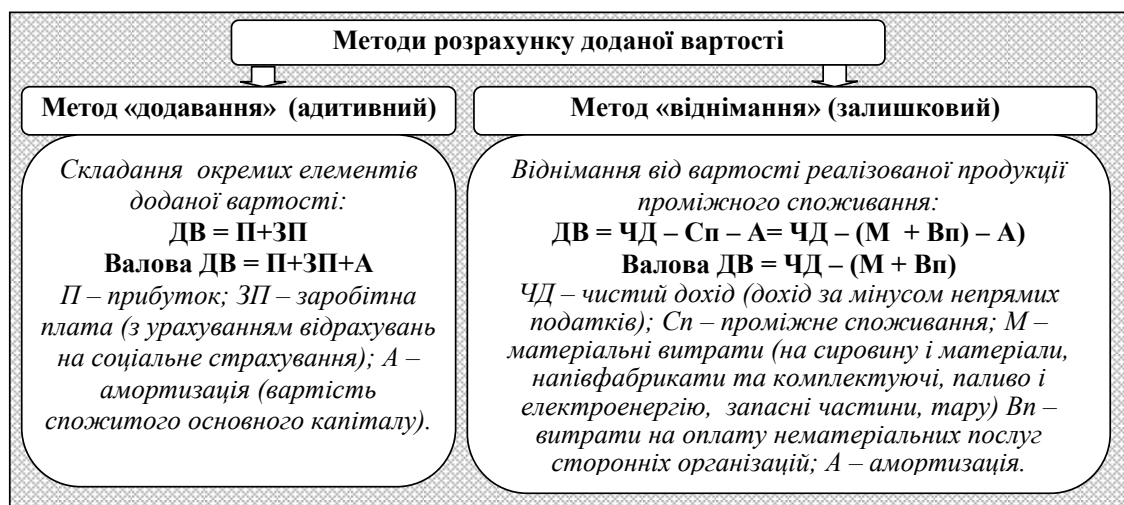 Методи розрахунку доданої вартості
Метод «додавання» (адитивний)
Складання окремих елементів
доданої вартості:
ДВ = П+ЗП
Валова ДВ = П+ЗП+А
П – прибуток; ЗП – заробітна
плата (з урахуванням відрахувань
на соціальне страхування); А –
амортизація (вартість
спожитого основного капіталу).
Метод «віднімання» (залишковий)
Віднімання від вартості реалізованої продукції
проміжного споживання:
ДВ = ЧД – Сп – А= ЧД – (М + Вп) – А)
Валова ДВ = ЧД – (М + Вп)
ЧД – чистий дохід (дохід за мінусом непрямих
податків); Сп – проміжне споживання; М –
матеріальні витрати (на сировину і матеріали,
напівфабрикати та комплектуючі, паливо і
електроенергію, запасні частини, тару) Вп –
витрати на оплату нематеріальних послуг
сторонніх організацій; А – амортизація.